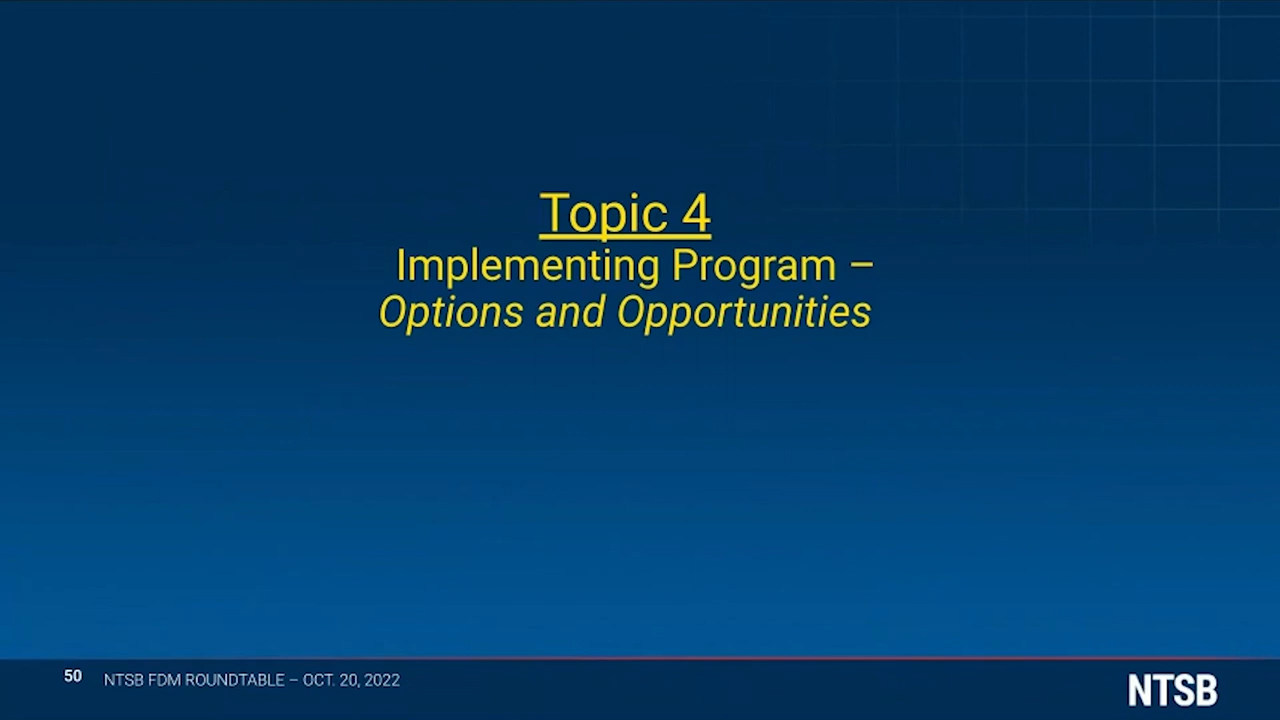 Topic 4
Implementing Program –
Options and Opportunities
50 NTSB FDM ROUNDTABLE – OCT. 20, 2022
NTSB